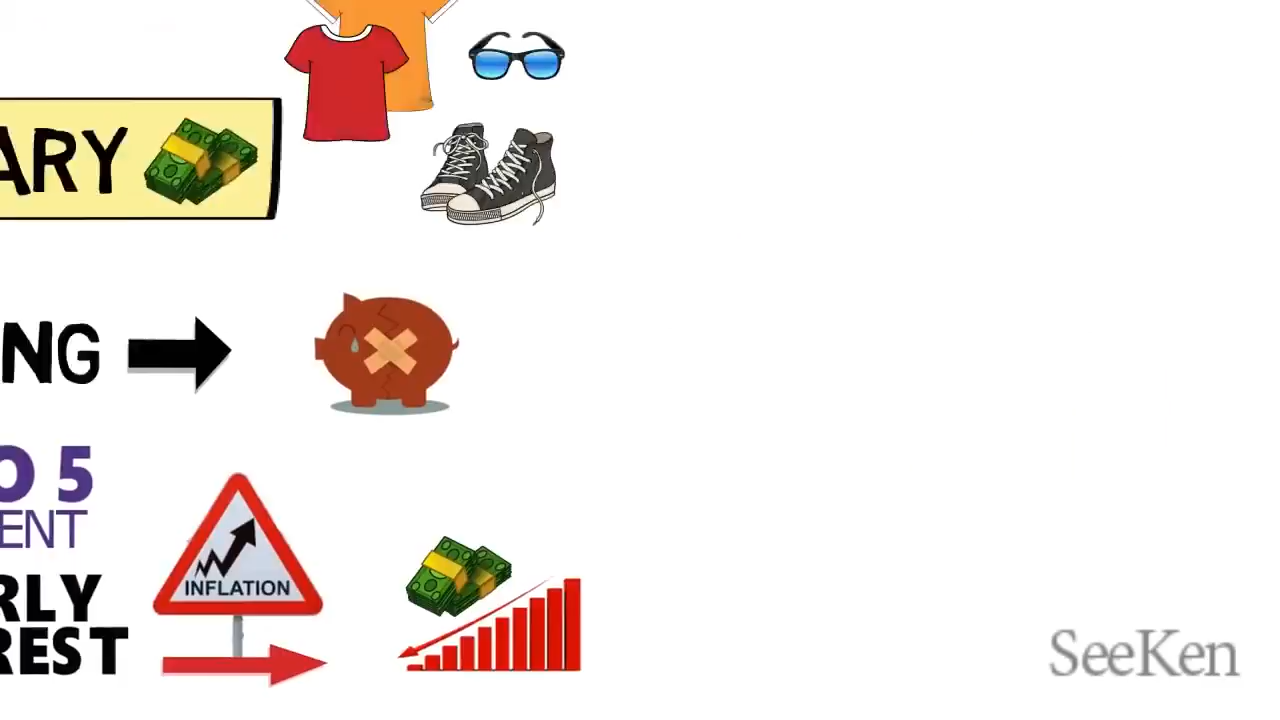 ARY
NG
O 5
ENT
RLY
REST
INFLATION
SeeKen